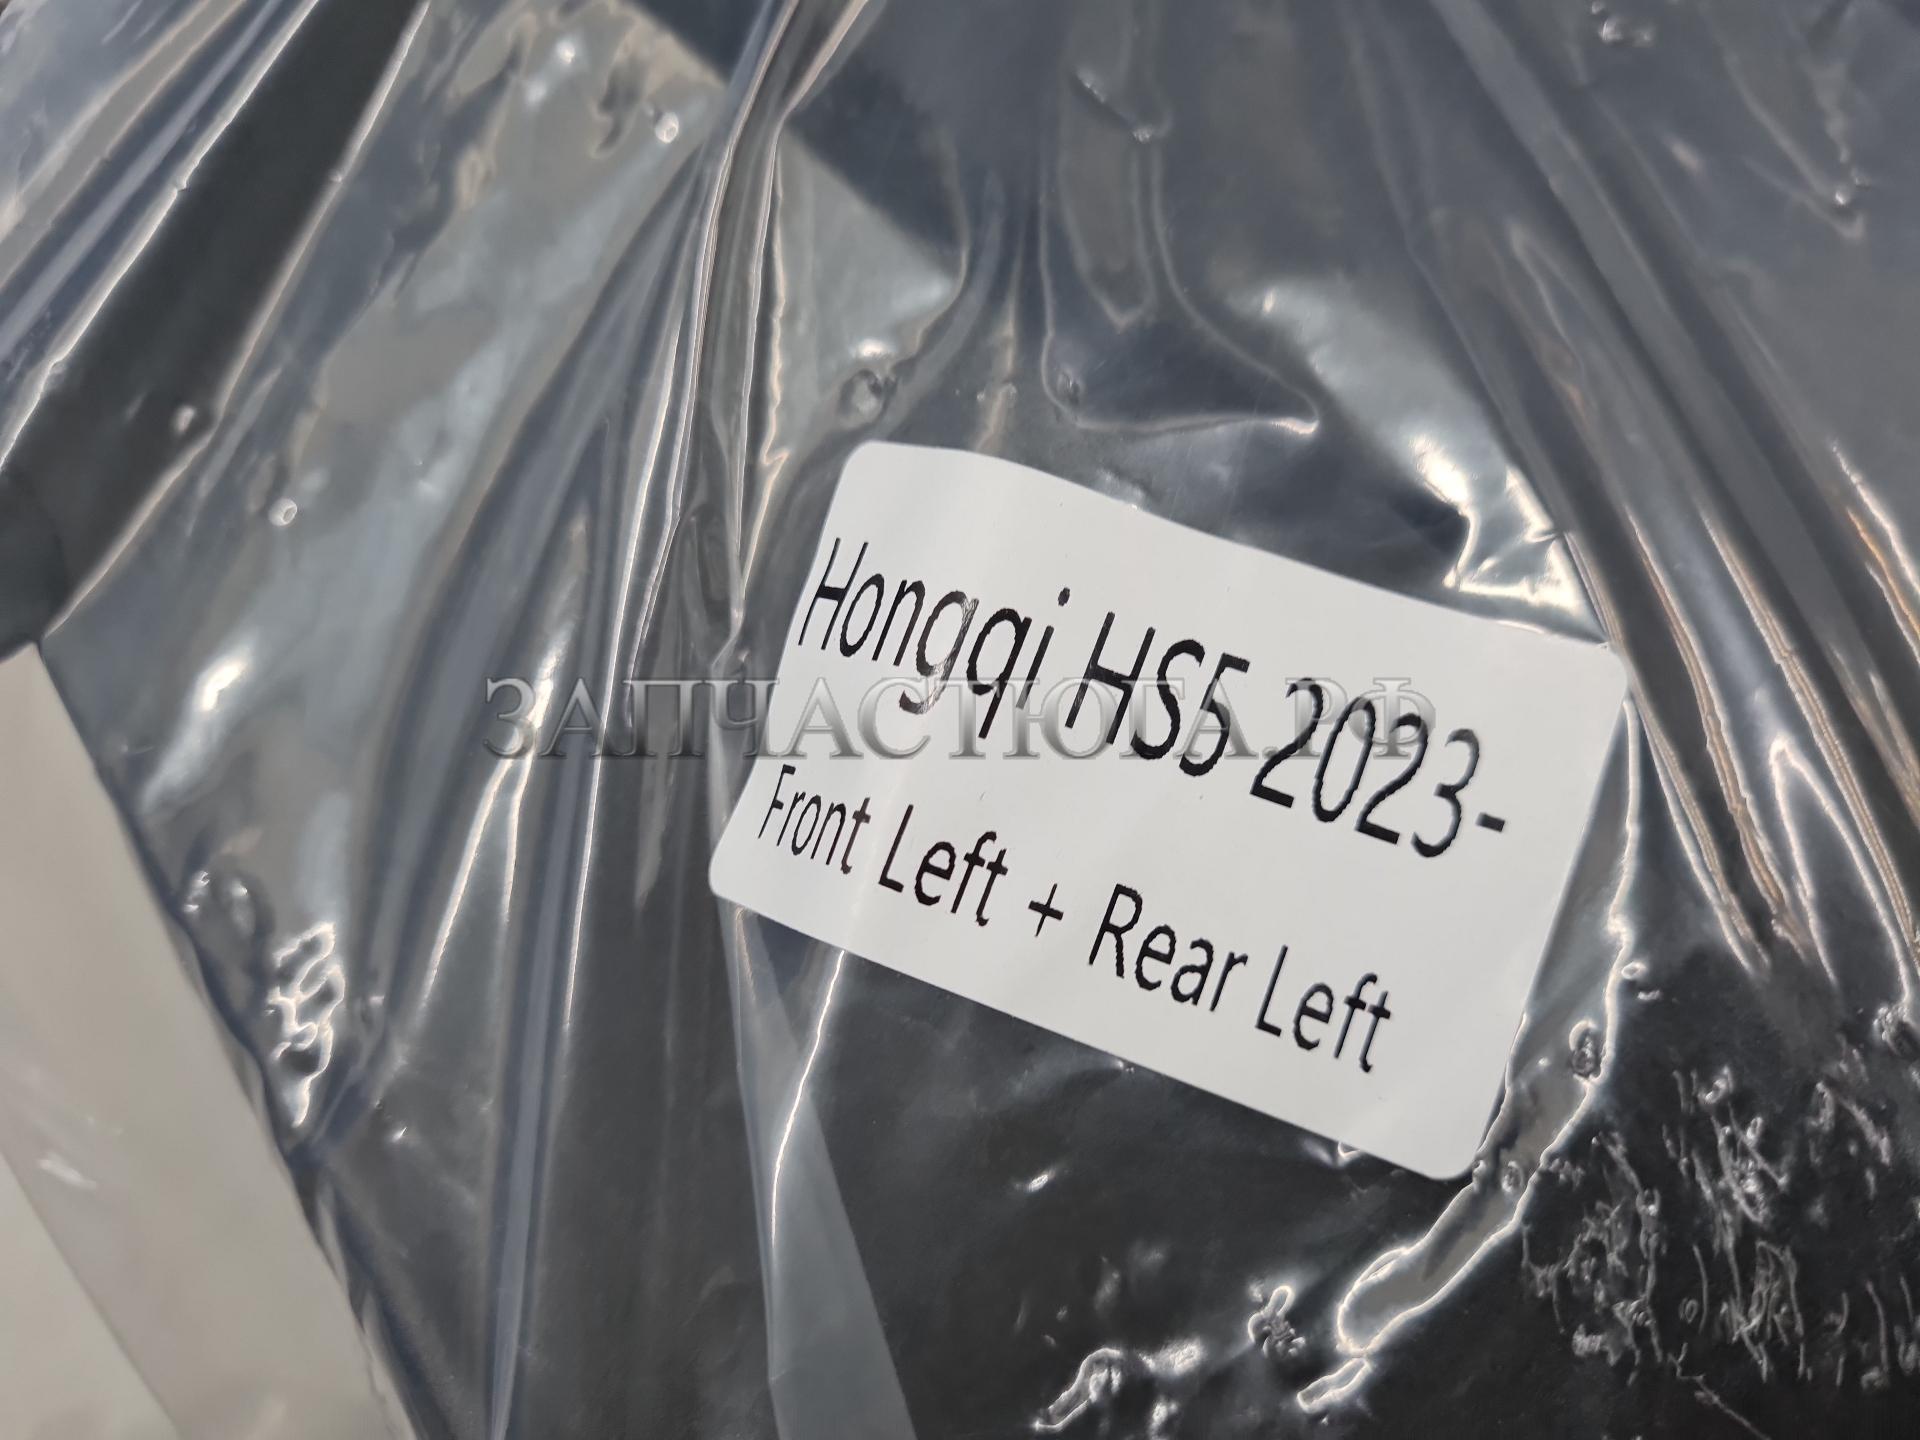 Hongqi HS5 2023-
ЗАПЧАСТЮГА.РФ
Front Left + Rear Left